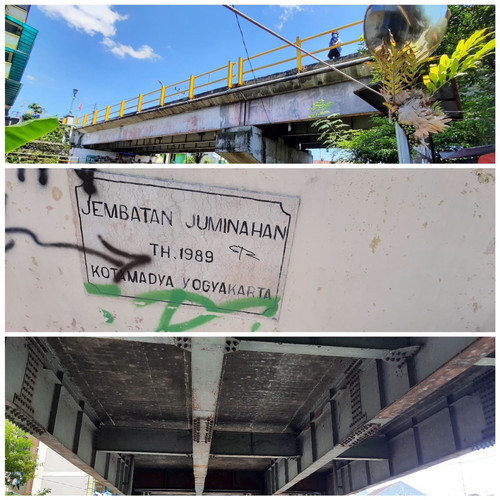 JEMBATAN JUMINAHAN
TH. 1989
KOTAMADYA YOGYAKARTA